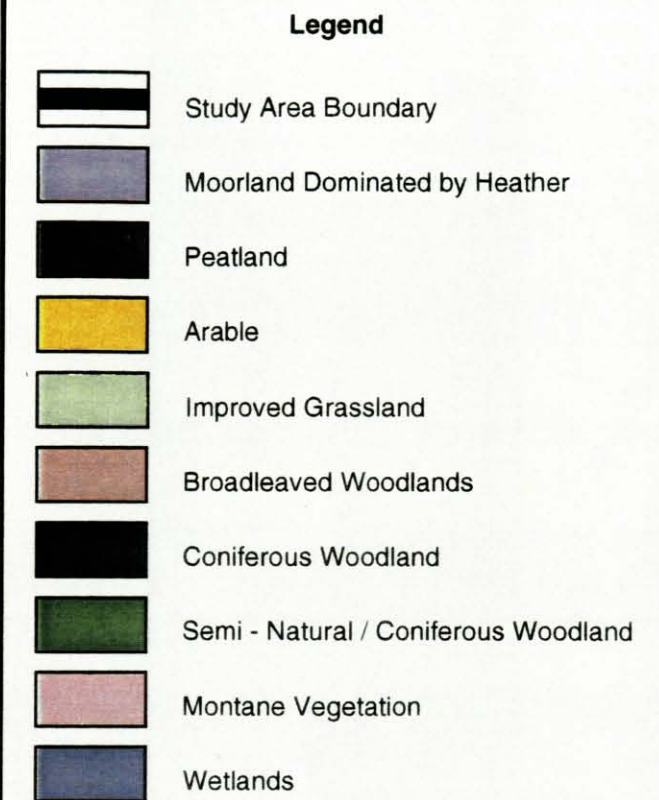 Legend
Study Area Boundary
Moorland Dominated by Heather
Peatland
Arable
Improved Grassland
Broadleaved Woodlands
Coniferous Woodland
Semi - Natural / Coniferous Woodland
Montane Vegetation
Wetlands